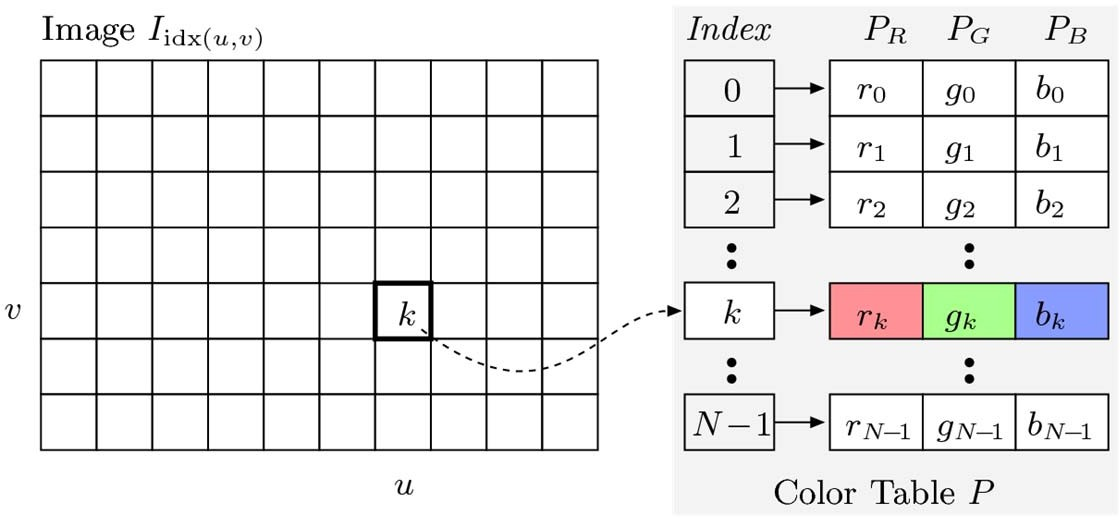 Image I_idx(u,v)
Index P_R P_G P_B
0 r_0 g_0 b_0
1 r_1 g_1 b_1
2 r_2 g_2 b_2
v k k r_k g_k b_k
N−1 r_N−1 g_N−1 b_N−1
u
Color Table P